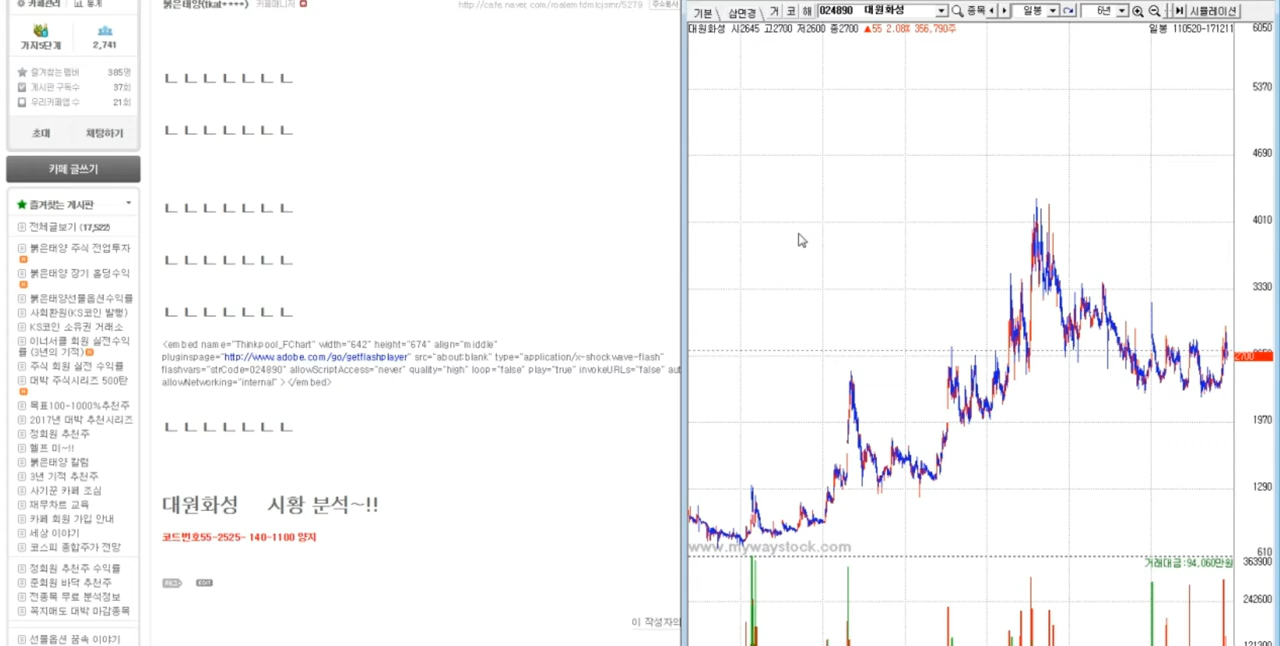 카페관리 통계
붉은태양(tkat****) 카페매니저
http://cafe.naver.com/roalemfdmlcjsmr/5279 주소복사
가지5단계 2,741
즐겨찾는 멤버 385명
게시판 구독수 37회
우리카페앱 수 21회
초대 채팅하기
카페 글쓰기
즐겨찾는 게시판
전체글보기 (17,522)
붉은태양 주식 전업투자
붉은태양 장기 홀딩수익
붉은태양선물옵션수익률
사회환원(KS코인 발행)
KS코인 소유권 거래소
이너서클 회원 실전수익
률 (3년의 기적)
주식 회원 실전 수익률
대박 주식시리즈 500탄
목표100-1000%추천주
2017년 대박 추천시리즈
정회원 추천주
헬프 미~!!
붉은태양 칼럼
3년 기적 추천주
사기꾼 카페 조심
재무차트 교육
카페 회원 가입 안내
세상 이야기
코스피 종합주가 전망
정회원 추천주 수익률
준회원 바닥 추천주
전종목 무료 분석정보
쪽지매도 대박 마감종목
선물옵션 꿈속 이야기
ㄴㄴㄴㄴㄴㄴㄴ
ㄴㄴㄴㄴㄴㄴㄴ
ㄴㄴㄴㄴㄴㄴㄴ
ㄴㄴㄴㄴㄴㄴㄴ
ㄴㄴㄴㄴㄴㄴㄴ
<embed name="Thinkpool_FChart" width="642" height="674" align="middle"
pluginspage="http://www.adobe.com/go/getflashplayer" src="about:blank" type="application/x-shockwave-flash"
flashvars="strCode=024890" allowScriptAccess="never" quality="high" loop="false" play="true" invokeURLs="false" aut
allowNetworking="internal" > </embed>
ㄴㄴㄴㄴㄴㄴㄴ
대원화성 시황 분석~!!
코드번호55-2525- 140-1100 양지
EDIT
이 작성자의
기본 삼면경 거 코 해 024890 대원화성 종목 일봉 6년 시뮬레이션
대원화성 시2645 고2700 저2600 종2700 ▲55 2.08% 356,790주 일봉 110520-171211
6050
5370
4690
4010
3330
2700
1970
1290
610
www.mywaystock.com
거래대금:94,060만원
363900
242600
121300